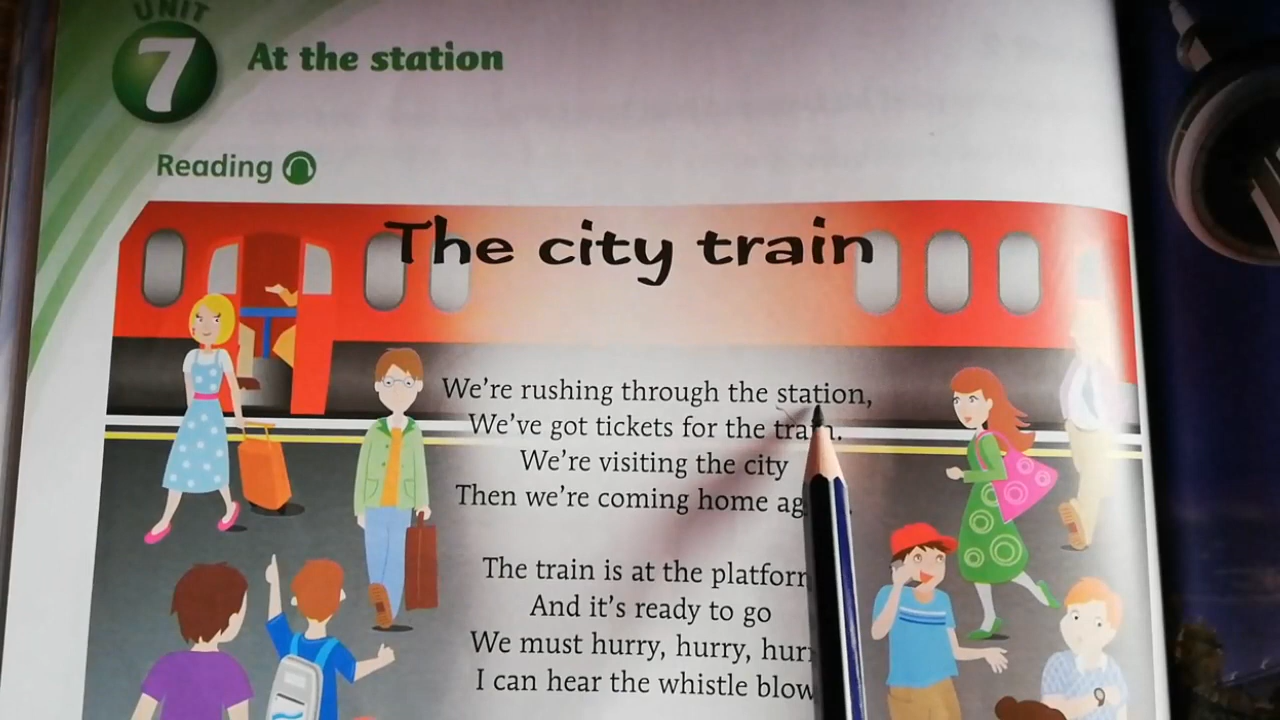 UNIT
7 At the station
Reading
The city train
We're rushing through the station,
We've got tickets for the train.
We're visiting the city
Then we're coming home
The train is at the
And it's ready to go
We must hurry, hurry,
I can hear the whistle